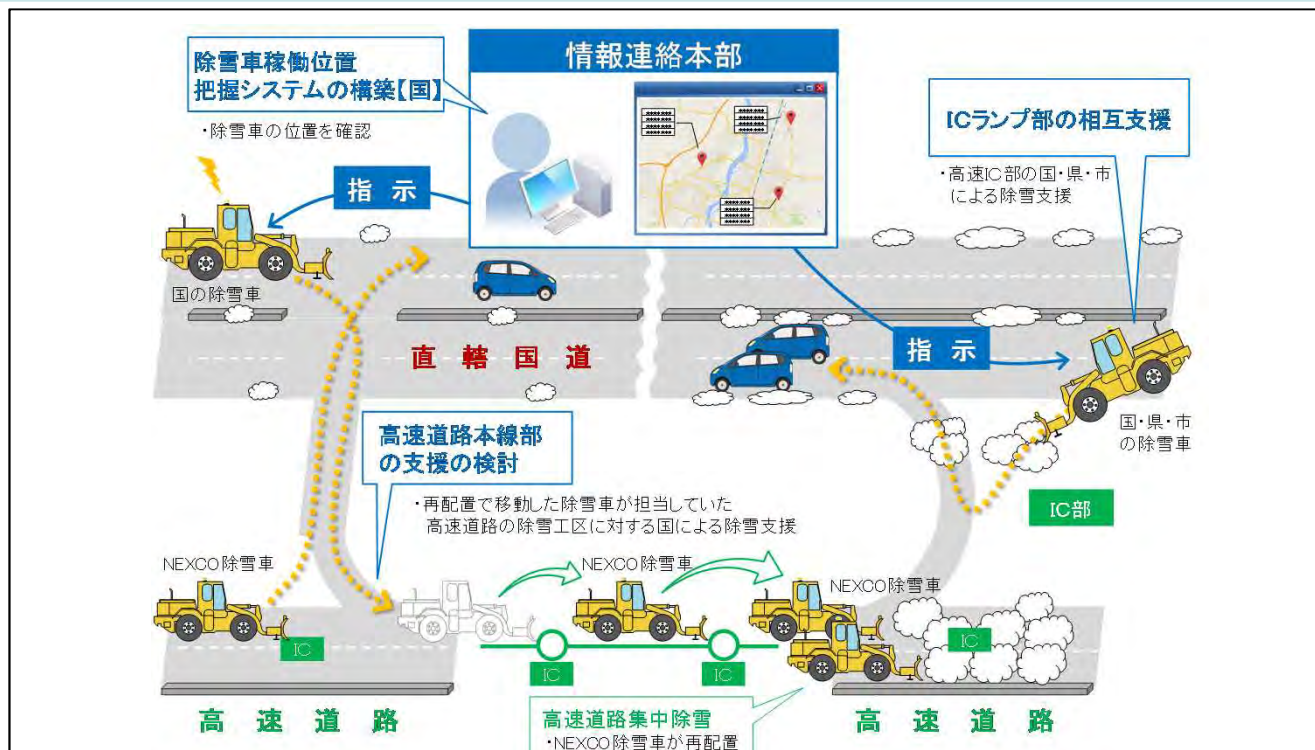 情報連絡本部
除雪車稼働位置
把握システムの構築【国】
・除雪車の位置を確認
指 示
国の除雪車
ICランプ部の相互支援
・高速IC部の国・県・市
による除雪支援
直 轄 国 道
指 示
国・県・市
の除雪車
IC部
高速道路本線部
の支援の検討
・再配置で移動した除雪車が担当していた
高速道路の除雪工区に対する国による除雪支援
NEXCO除雪車
NEXCO除雪車
NEXCO除雪車
IC
IC
IC
IC
高 速 道 路
高速道路集中除雪
・NEXCO除雪車が再配置
高 速 道 路